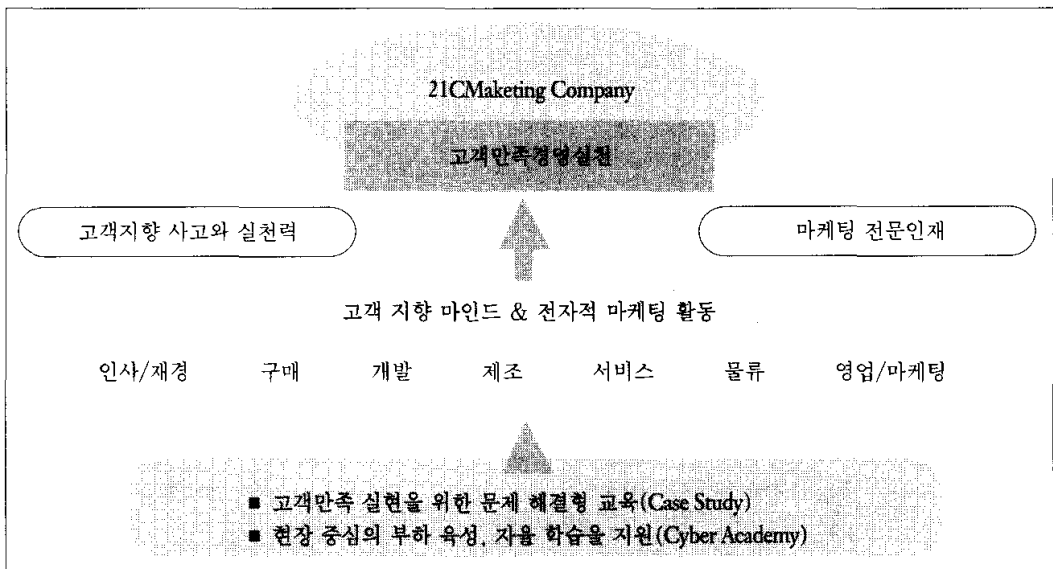 21CMaketing Company
고객만족경영실천
고객지향 사고와 실천력
마케팅 전문인재
고객 지향 마인드 & 전자적 마케팅 활동
인사/재경 구매 개발 제조 서비스 물류 영업/마케팅
■ 고객만족 실현을 위한 문제 해결형 교육(Case Study)
■ 현장 중심의 부하 육성, 자율 학습을 지원(Cyber Academy)